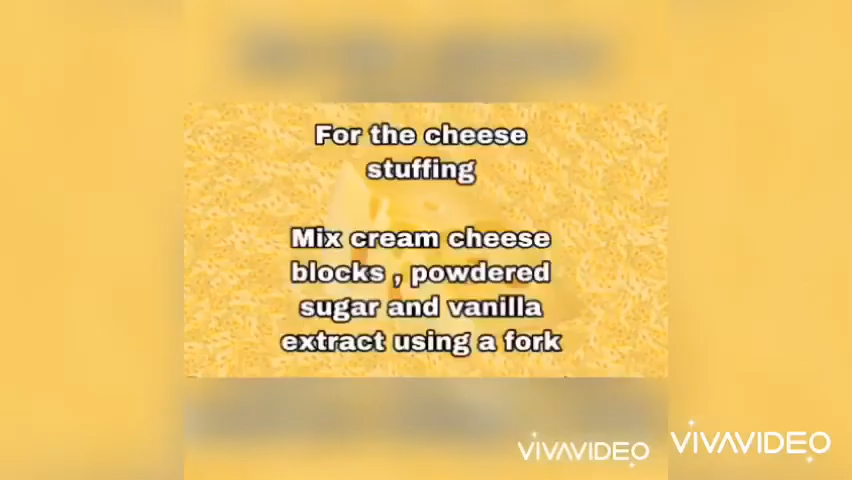 For the cheese
stuffing
Mix cream cheese
blocks , powdered
sugar and vanilla
extract using a fork
VIVAVIDEO
VIVAVIDEO